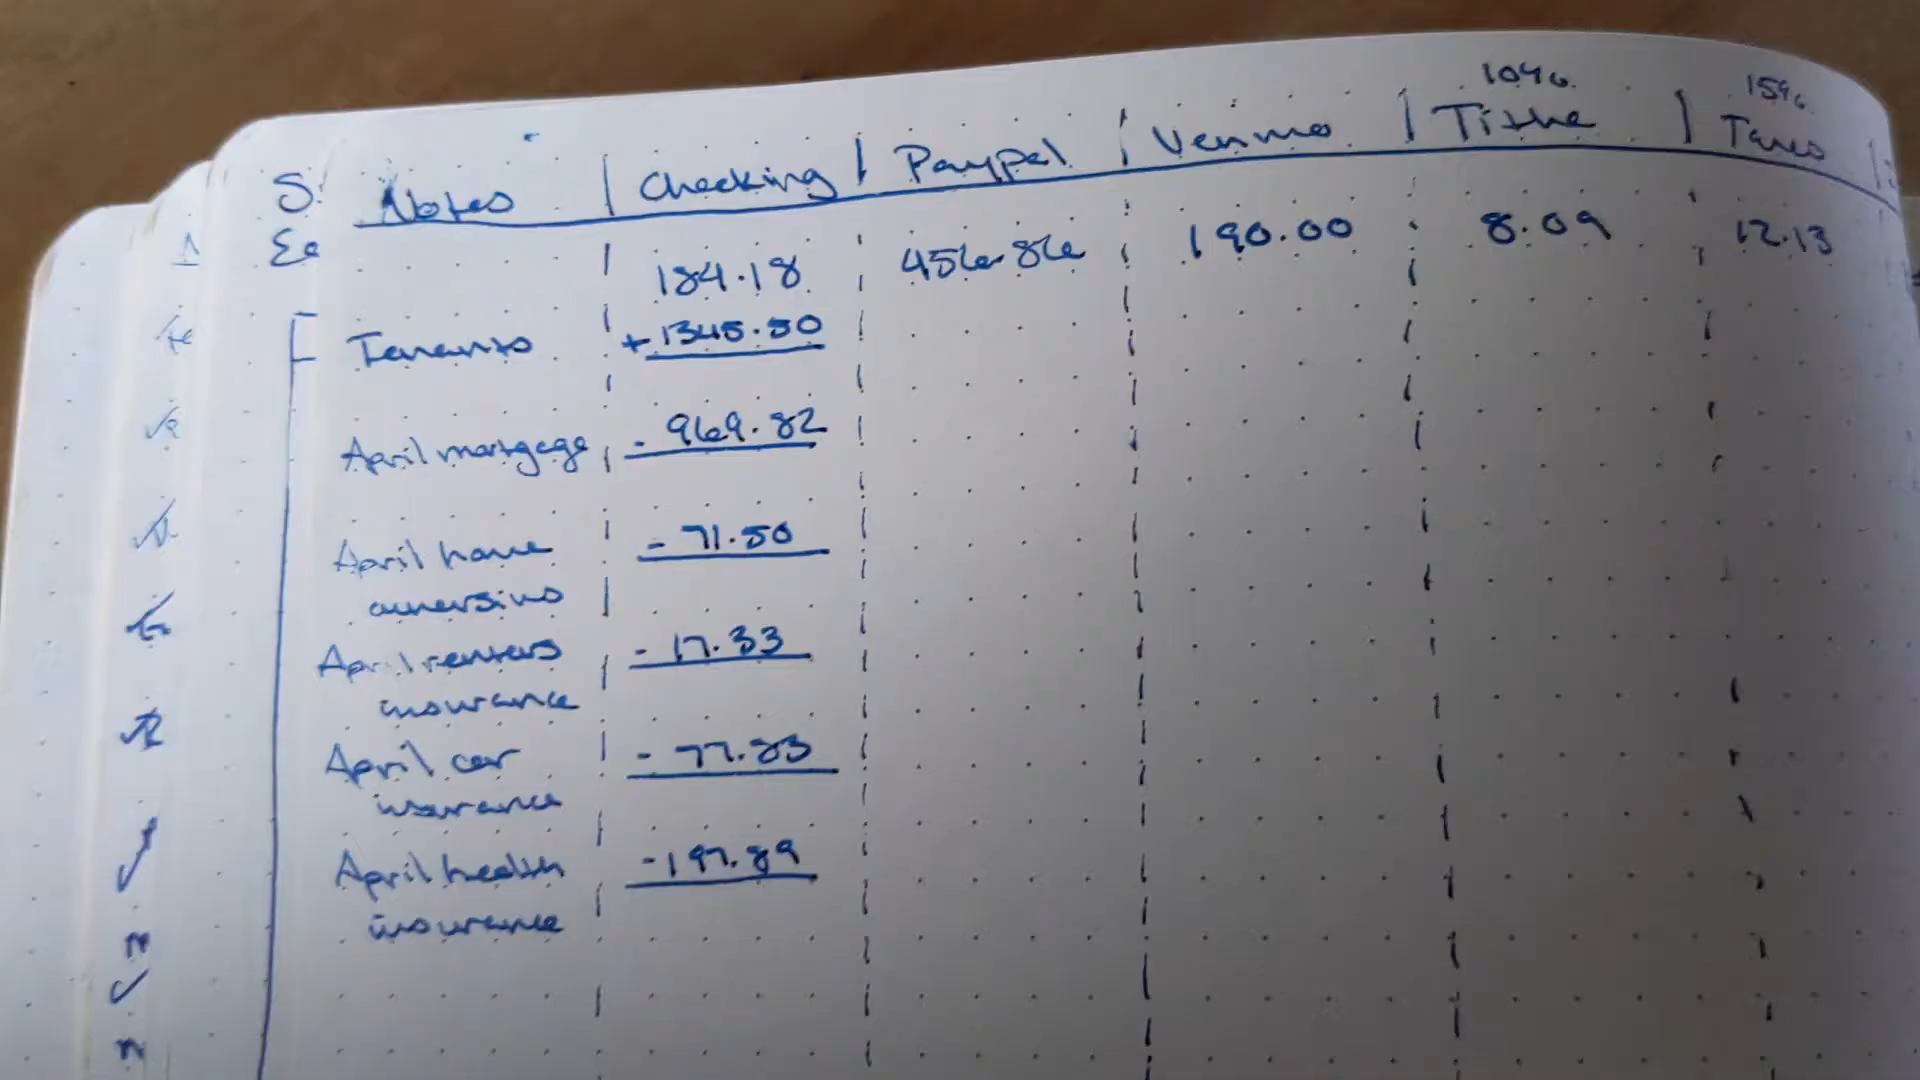 10% 15%
Notes | Checking | Paypal | Venmo | Tithe | Taxes
184.18 456.86 190.00 8.09 12.13
Tenants +1345.50
April mortgage - 969.82
April home - 71.50
owners ins
April renters - 17.33
insurance
April car - 77.83
insurance
April health -197.89
insurance